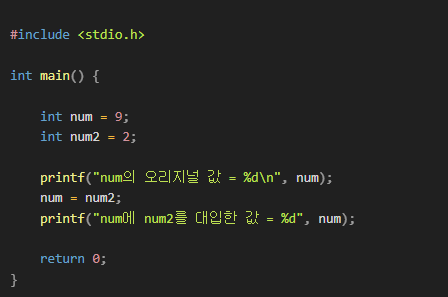 #include <stdio.h>
int main() {
int num = 9;
int num2 = 2;
printf("num의 오리지널 값 = %d\n", num);
num = num2;
printf("num에 num2를 대입한 값 = %d", num);
return 0;
}